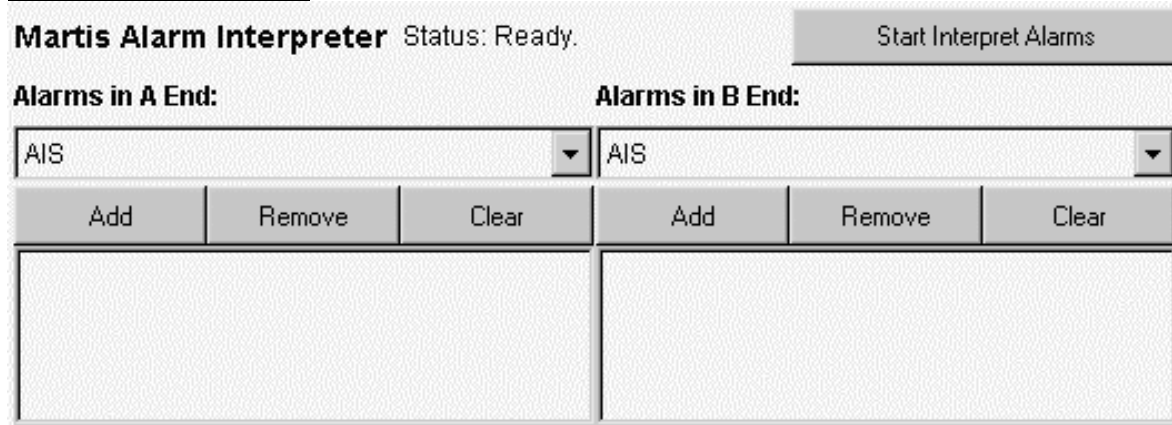 Martis Alarm Interpreter Status: Ready. Start Interpret Alarms
Alarms in A End: Alarms in B End:
AIS AIS
Add Remove Clear Add Remove Clear